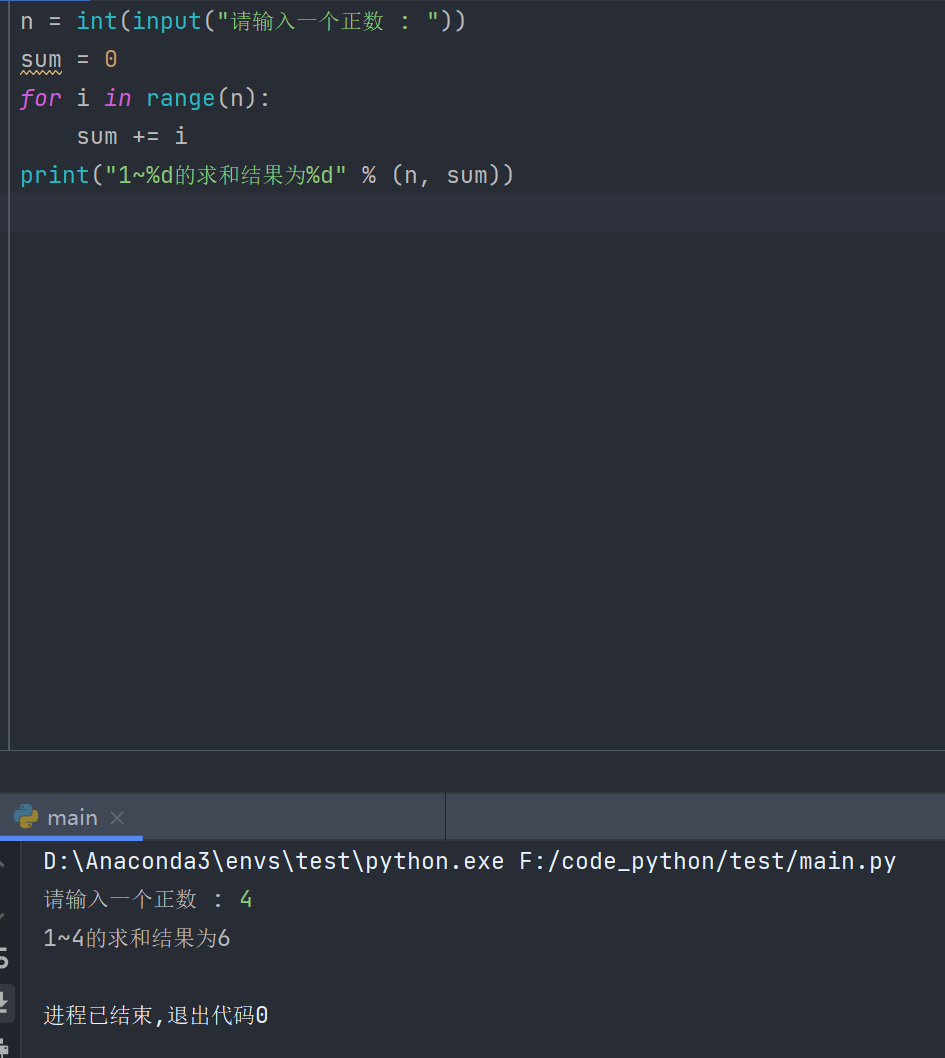 n = int(input("请输入一个正数 : "))
sum = 0
for i in range(n):
    sum += i
print("1~%d的求和结果为%d" % (n, sum))
main
D:\Anaconda3\envs\test\python.exe F:/code_python/test/main.py
请输入一个正数 : 4
1~4的求和结果为6
进程已结束,退出代码0